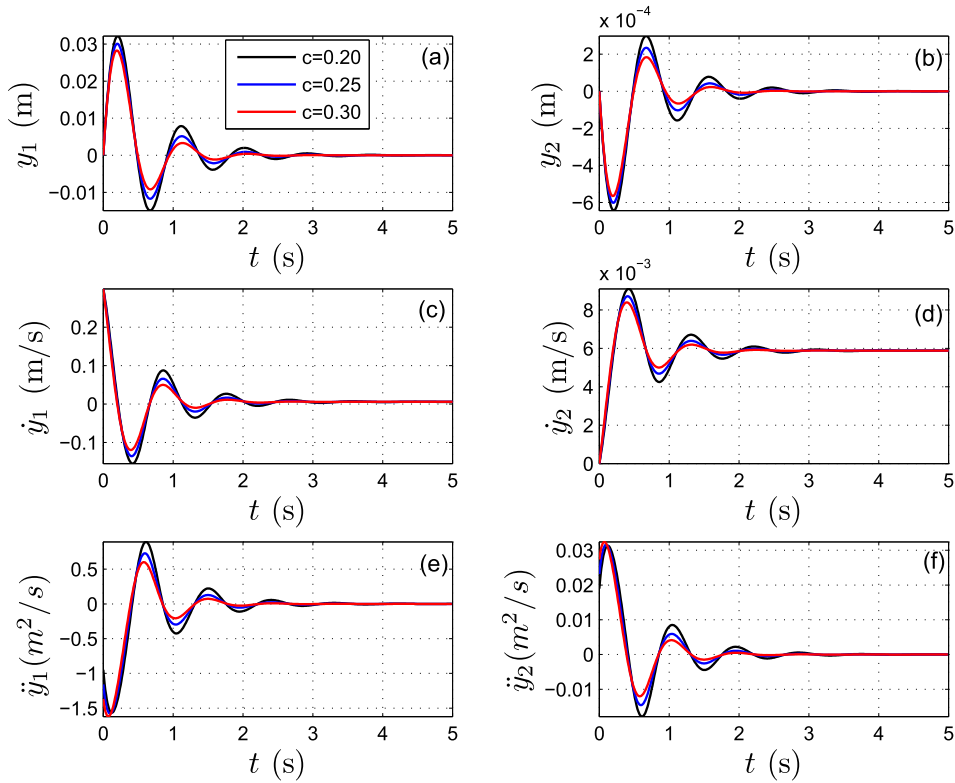 (a)
c=0.20
c=0.25
c=0.30
0.03
0.02
0.01
0
−0.01
y₁ (m)
0 1 2 3 4 5
t (s)
x 10⁻⁴
(b)
2
0
−2
−4
−6
y₂ (m)
0 1 2 3 4 5
t (s)
(c)
0.2
0.1
0
−0.1
ẏ₁ (m/s)
0 1 2 3 4 5
t (s)
x 10⁻³
(d)
8
6
4
2
0
ẏ₂ (m/s)
0 1 2 3 4 5
t (s)
(e)
0.5
0
−0.5
−1
−1.5
ÿ₁(m²/s)
0 1 2 3 4 5
t (s)
(f)
0.03
0.02
0.01
0
−0.01
ÿ₂(m²/s)
0 1 2 3 4 5
t (s)